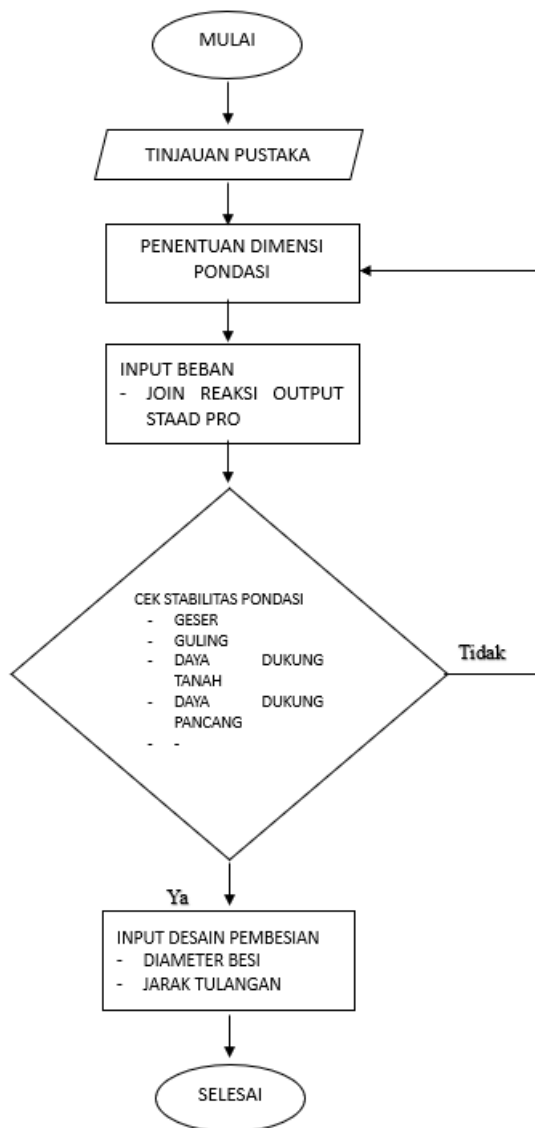 MULAI
TINJAUAN PUSTAKA
PENENTUAN DIMENSI
PONDASI
INPUT BEBAN
- JOIN REAKSI OUTPUT
STAAD PRO
CEK STABILITAS PONDASI
- GESER
- GULING
- DAYA DUKUNG
TANAH
- DAYA DUKUNG
PANCANG
- -
Tidak
Ya
INPUT DESAIN PEMBESIAN
- DIAMETER BESI
- JARAK TULANGAN
SELESAI